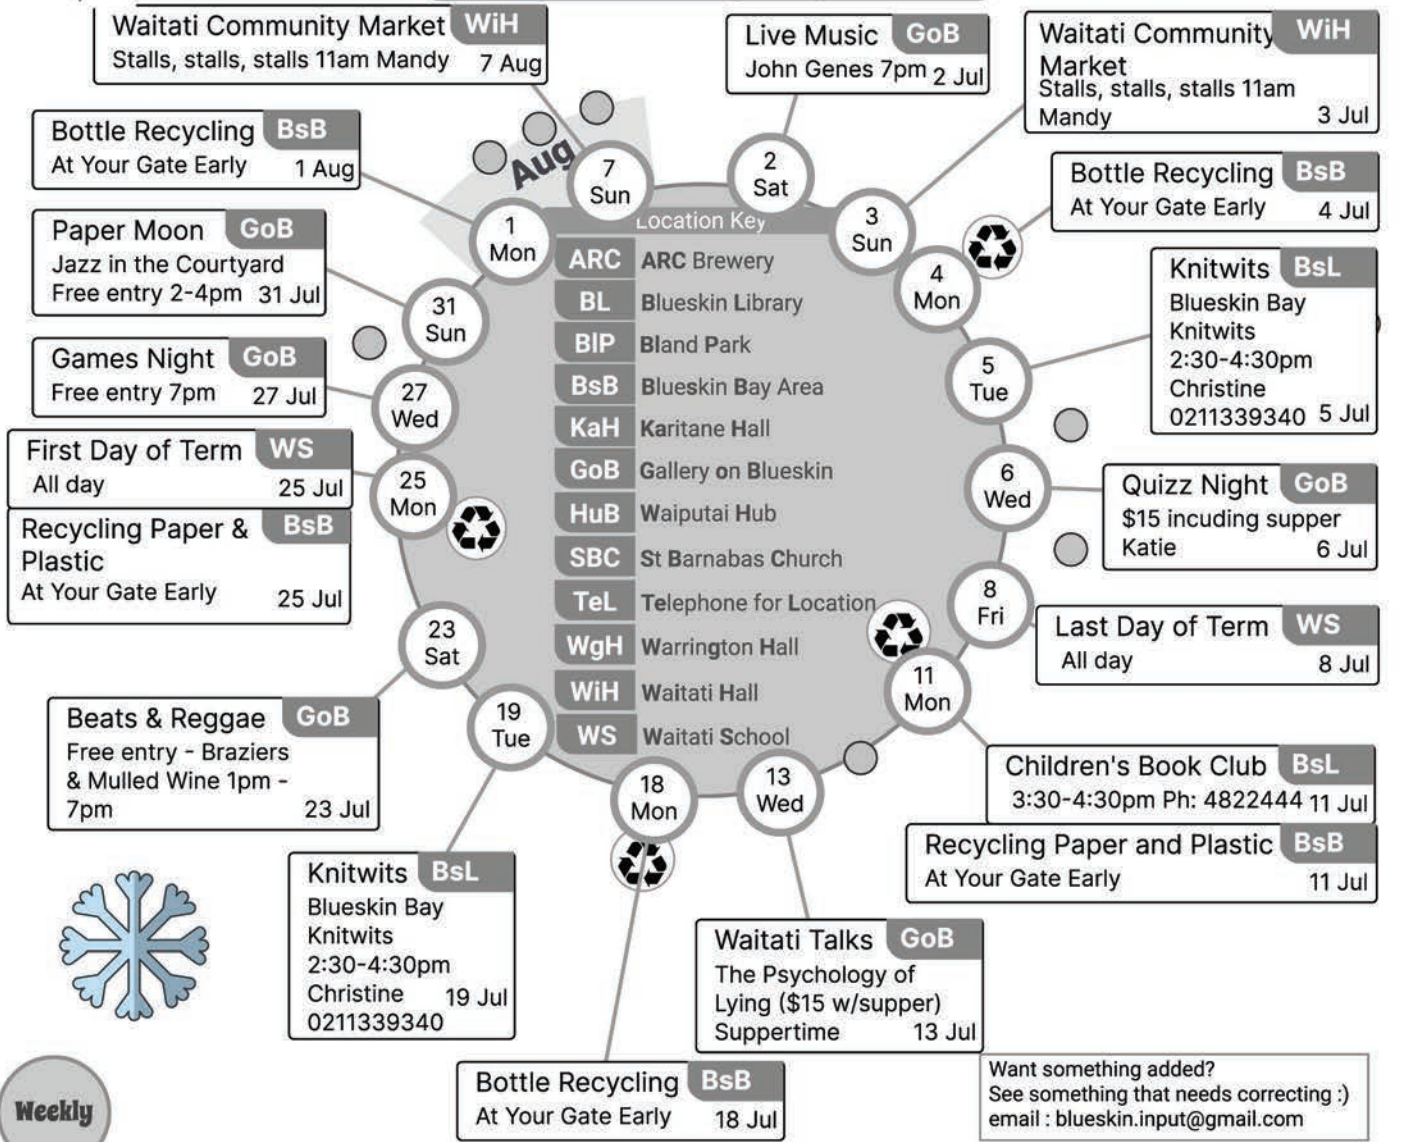 Waitati Community Market WiH
Stalls, stalls, stalls 11am Mandy 7 Aug
Live Music GoB
John Genes 7pm 2 Jul
Waitati Community WiH
Market
Stalls, stalls, stalls 11am
Mandy 3 Jul
Bottle Recycling BsB
At Your Gate Early 1 Aug
Bottle Recycling BsB
At Your Gate Early 4 Jul
Paper Moon GoB
Jazz in the Courtyard
Free entry 2-4pm 31 Jul
Knitwits BsL
Blueskin Bay
Knitwits
2:30-4:30pm
Christine
0211339340 5 Jul
Games Night GoB
Free entry 7pm 27 Jul
First Day of Term WS
All day 25 Jul
Recycling Paper & BsB
Plastic
At Your Gate Early 25 Jul
Quizz Night GoB
$15 incuding supper
Katie 6 Jul
Last Day of Term WS
All day 8 Jul
Beats & Reggae GoB
Free entry - Braziers
& Mulled Wine 1pm -
7pm 23 Jul
Children's Book Club BsL
3:30-4:30pm Ph: 4822444 11 Jul
Recycling Paper and Plastic BsB
At Your Gate Early 11 Jul
Knitwits BsL
Blueskin Bay
Knitwits
2:30-4:30pm
Christine 19 Jul
0211339340
Waitati Talks GoB
The Psychology of
Lying ($15 w/supper)
Suppertime 13 Jul
Bottle Recycling BsB
At Your Gate Early 18 Jul
Aug
7
Sun
2
Sat
3
Sun
4
Mon
5
Tue
6
Wed
8
Fri
11
Mon
13
Wed
18
Mon
19
Tue
23
Sat
25
Mon
27
Wed
31
Sun
1
Mon
Location Key
ARC ARC Brewery
BL Blueskin Library
BlP Bland Park
BsB Blueskin Bay Area
KaH Karitane Hall
GoB Gallery on Blueskin
HuB Waiputai Hub
SBC St Barnabas Church
TeL Telephone for Location
WgH Warrington Hall
WiH Waitati Hall
WS Waitati School
Weekly
Want something added?
See something that needs correcting :)
email : blueskin.input@gmail.com